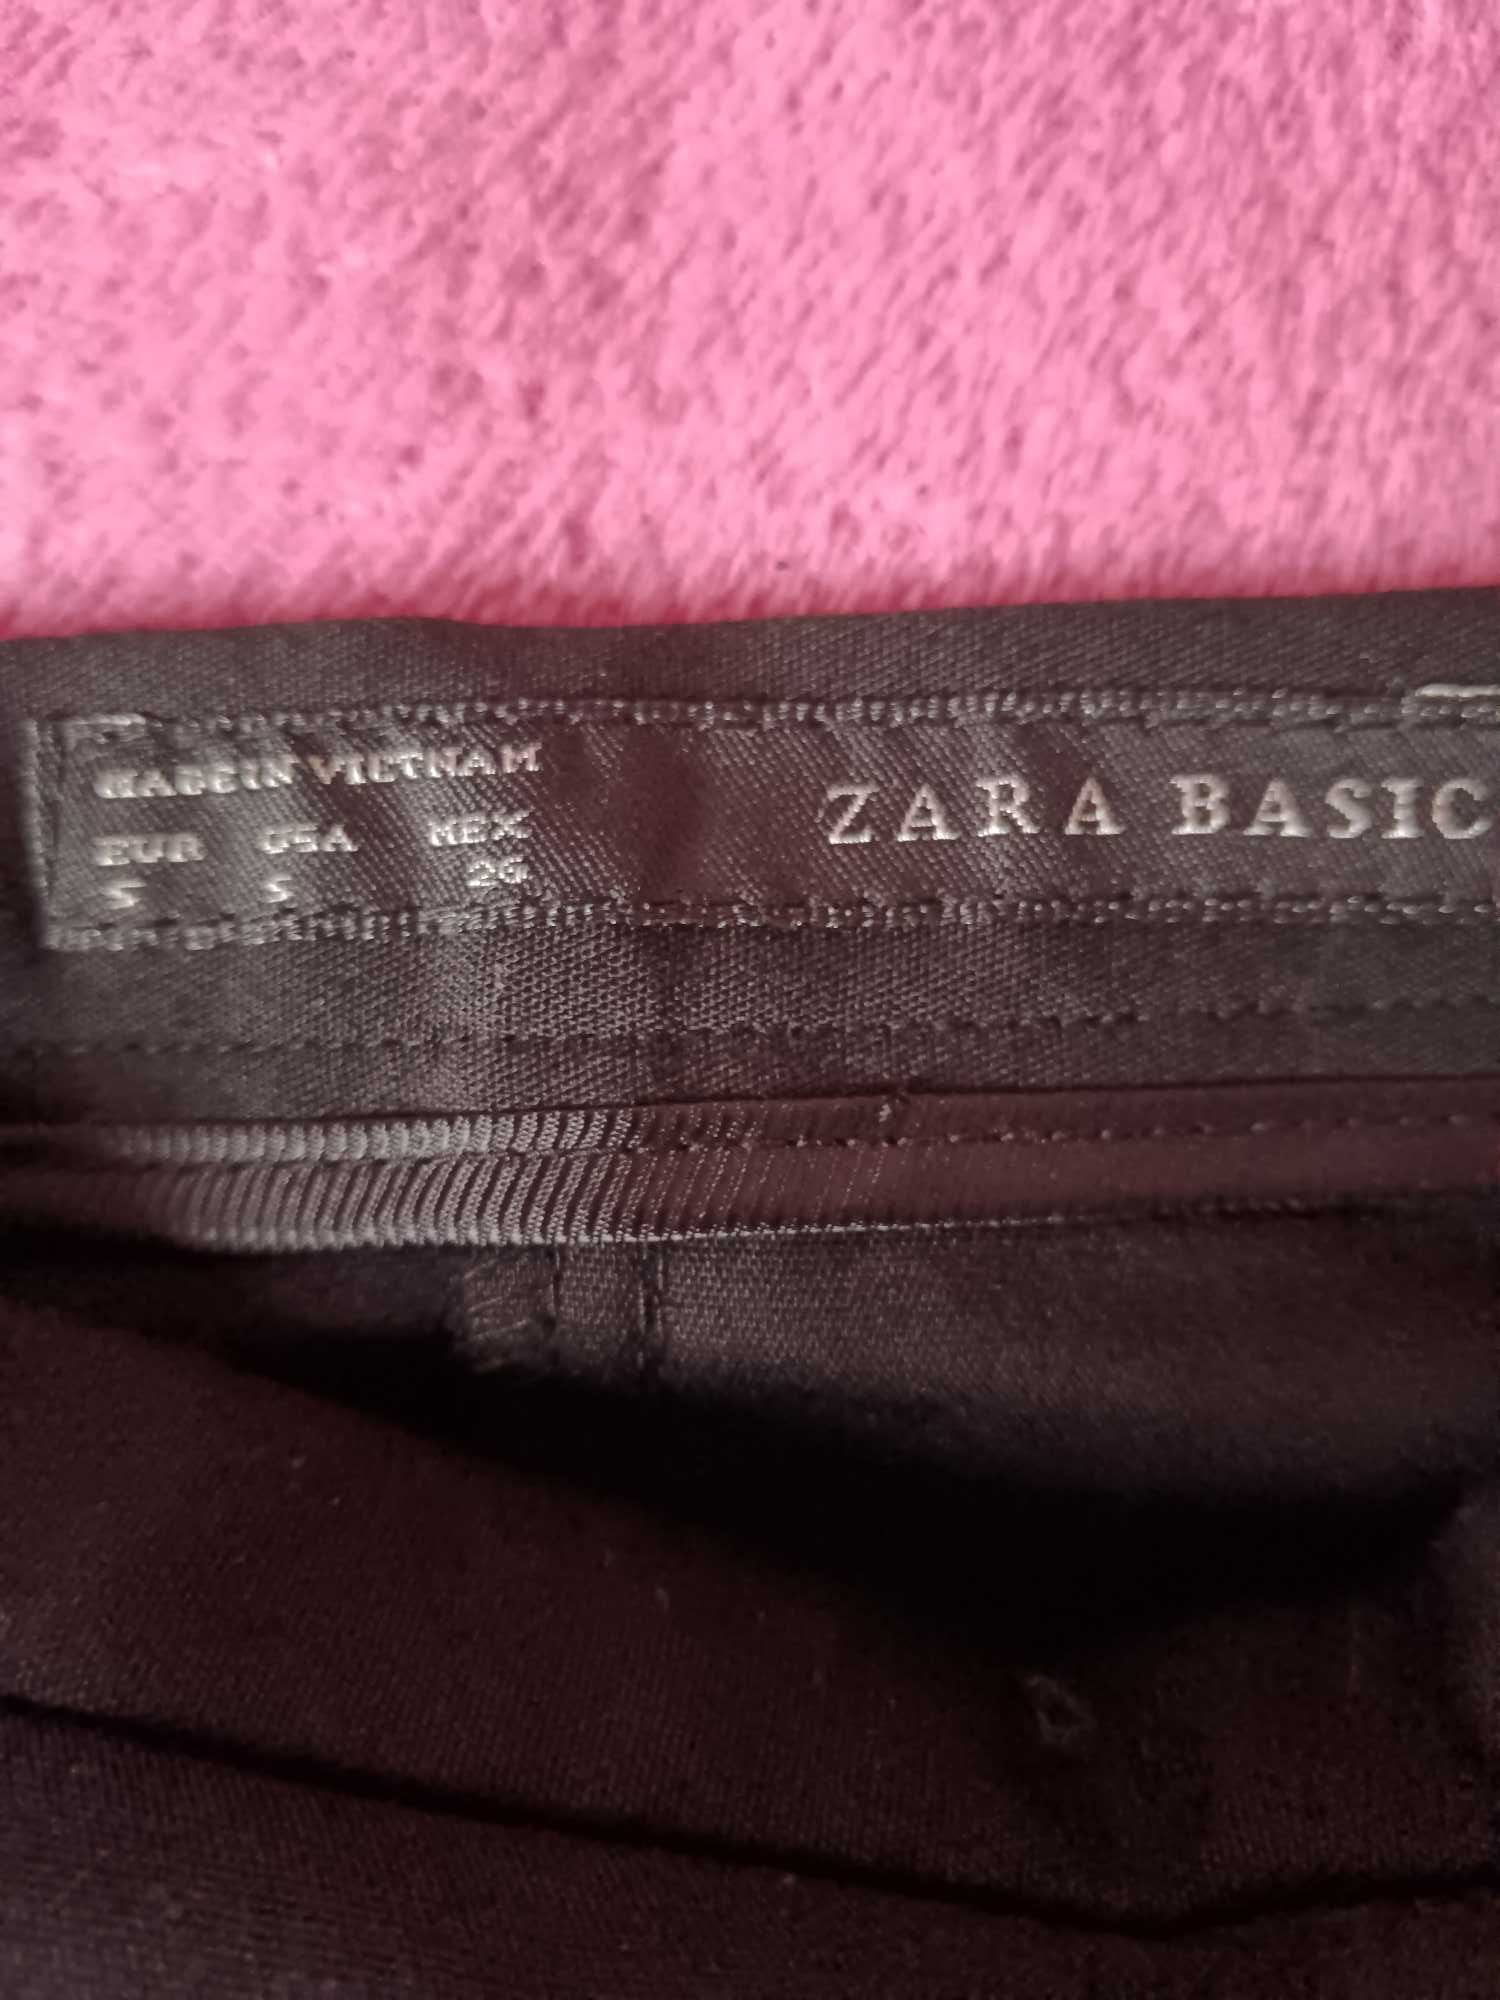 MADE IN VIETNAM
EUR USA MEX
S S 26
ZARA BASIC